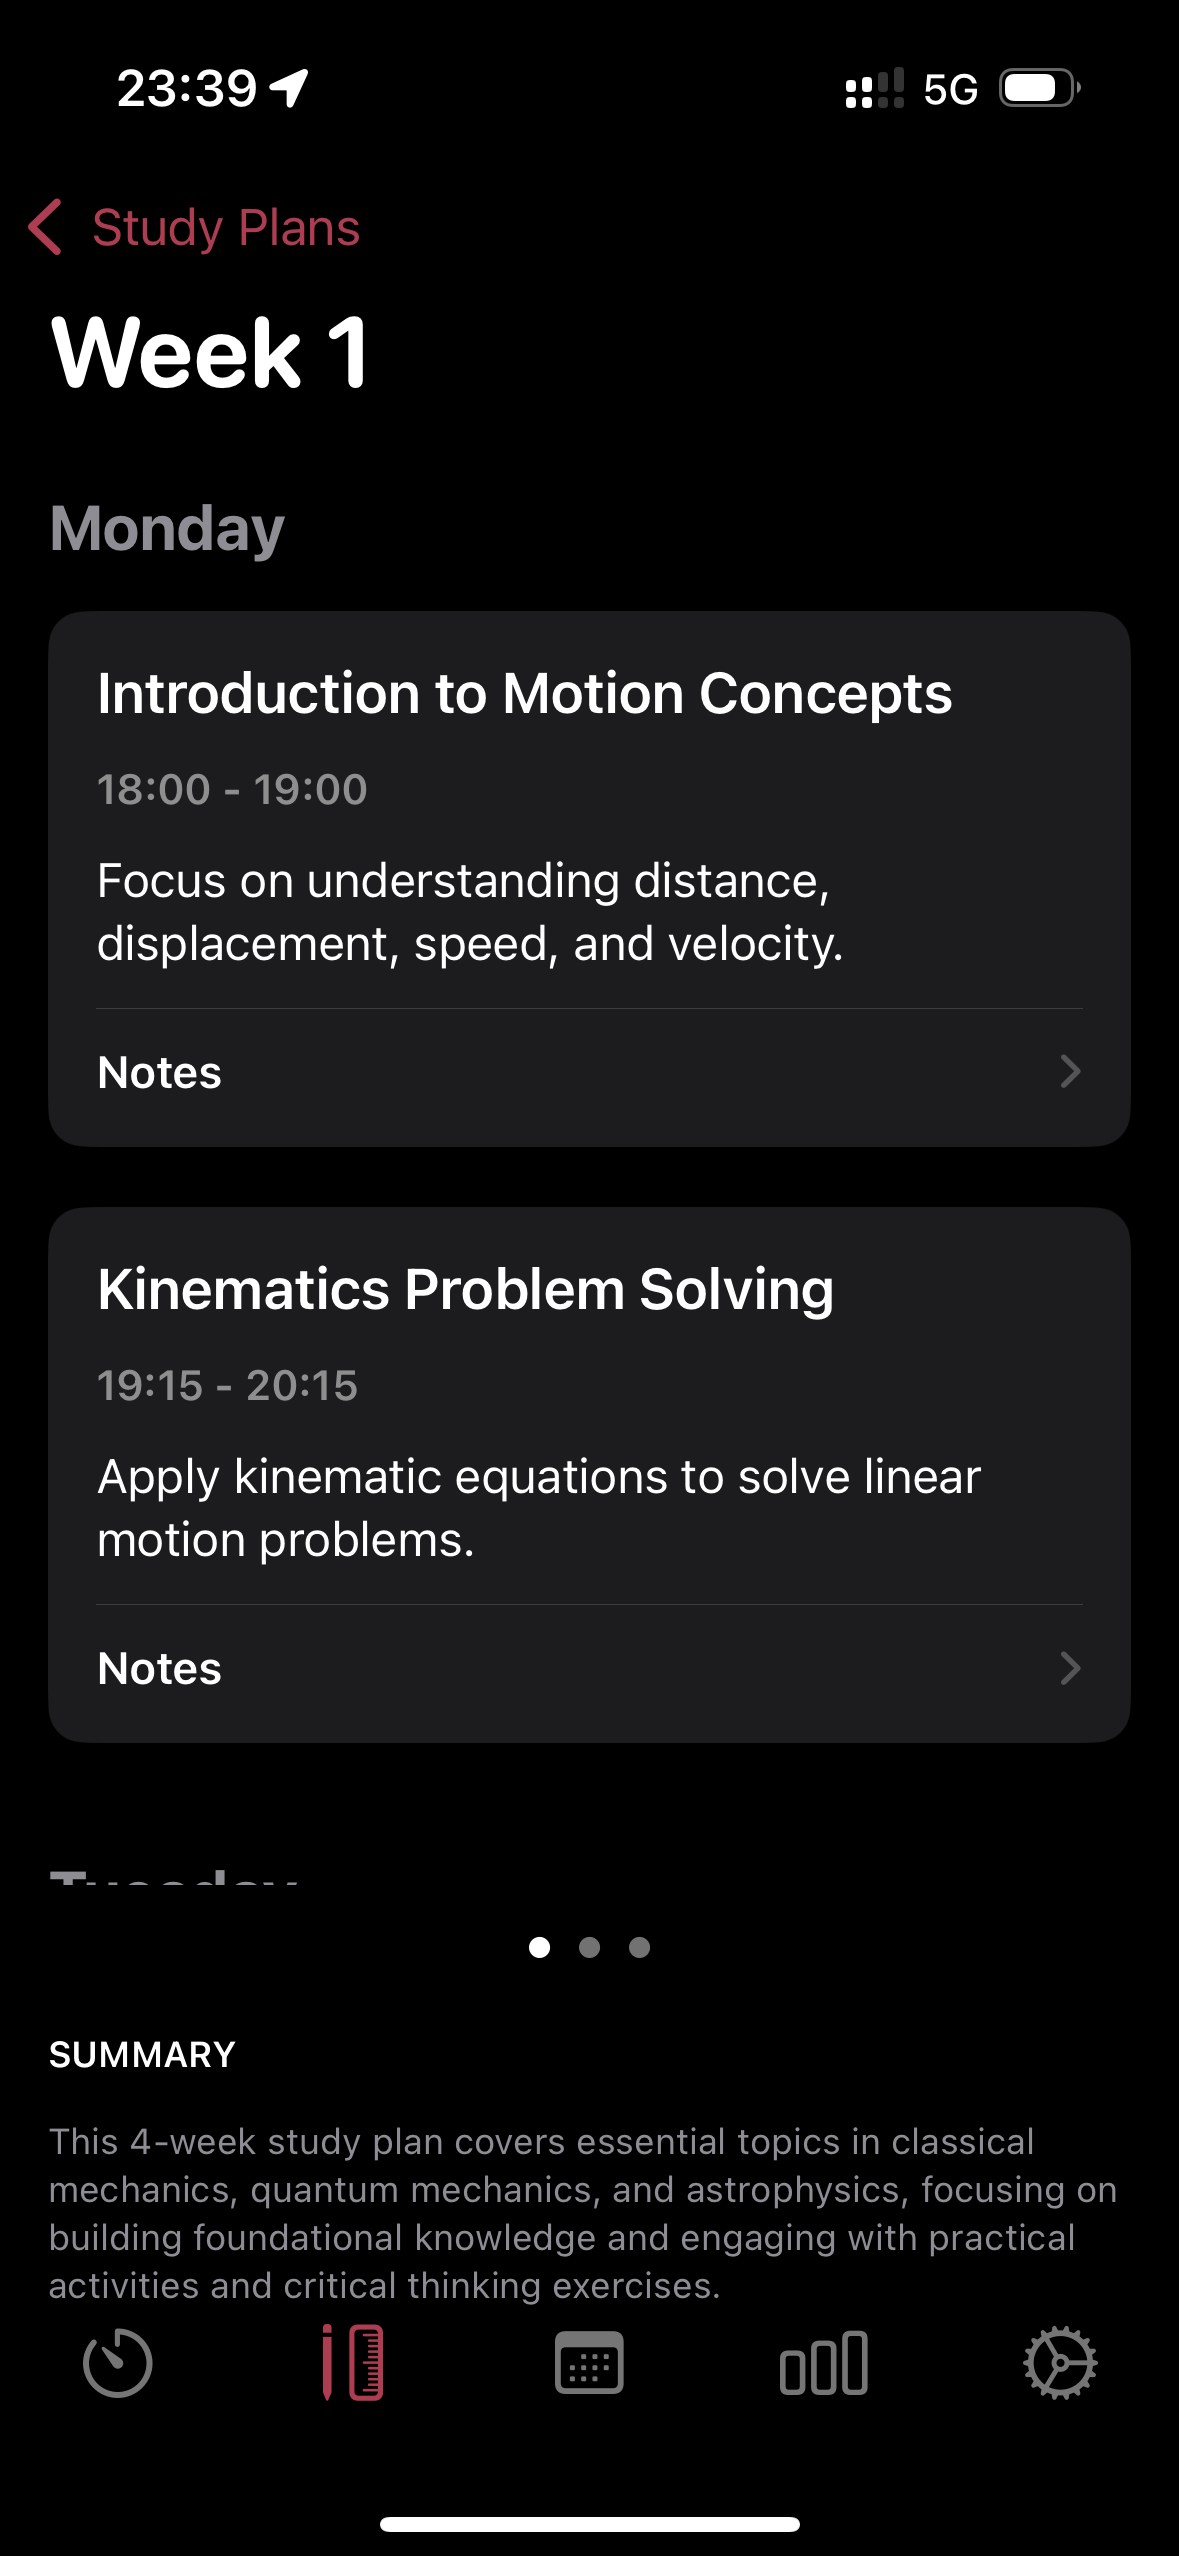 23:39
5G
Study Plans
Week 1
Monday
Introduction to Motion Concepts
18:00 - 19:00
Focus on understanding distance,
displacement, speed, and velocity.
Notes
Kinematics Problem Solving
19:15 - 20:15
Apply kinematic equations to solve linear
motion problems.
Notes
Tuesday
SUMMARY
This 4-week study plan covers essential topics in classical
mechanics, quantum mechanics, and astrophysics, focusing on
building foundational knowledge and engaging with practical
activities and critical thinking exercises.